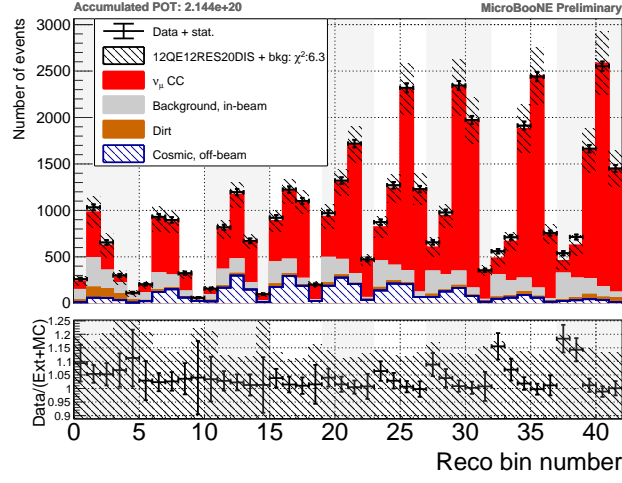 Accumulated POT: 2.144e+20 MicroBooNE Preliminary
Number of events
3000
2500
2000
1500
1000
500
0
Data + stat.
12QE12RES20DIS + bkg: χ²:6.3
νμ CC
Background, in-beam
Dirt
Cosmic, off-beam
Data/(Ext+MC)
1.25
1.2
1.15
1.1
1.05
1
0.95
0.9
0 5 10 15 20 25 30 35 40
Reco bin number